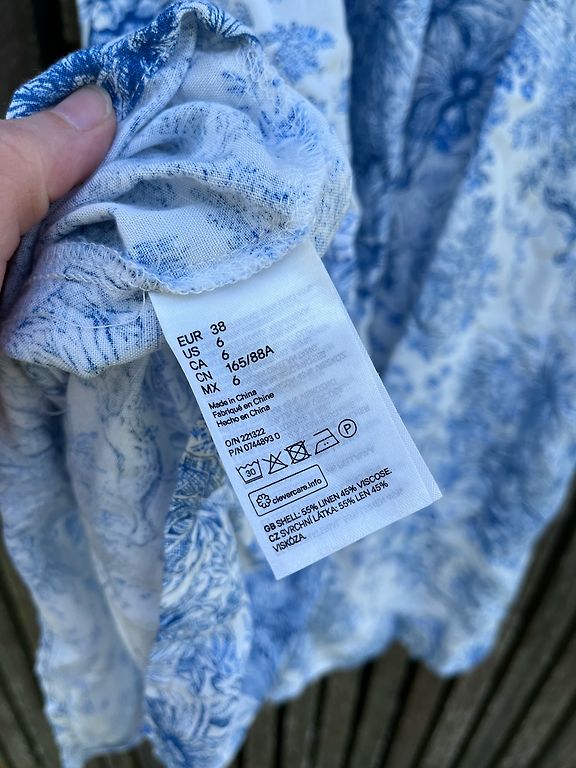 EUR 38
US 6
CA 6
CN 165/88A
MX 6
Made in China
Fabriqué en Chine
Hecho en China
O/N 221322
P/N 0744893 0
30 P
clevercare.info
GB SHELL: 55% LINEN 45% VISCOSE.
CZ SVRCHNÍ LÁTKA: 55% LEN 45%
VISKÓZA.